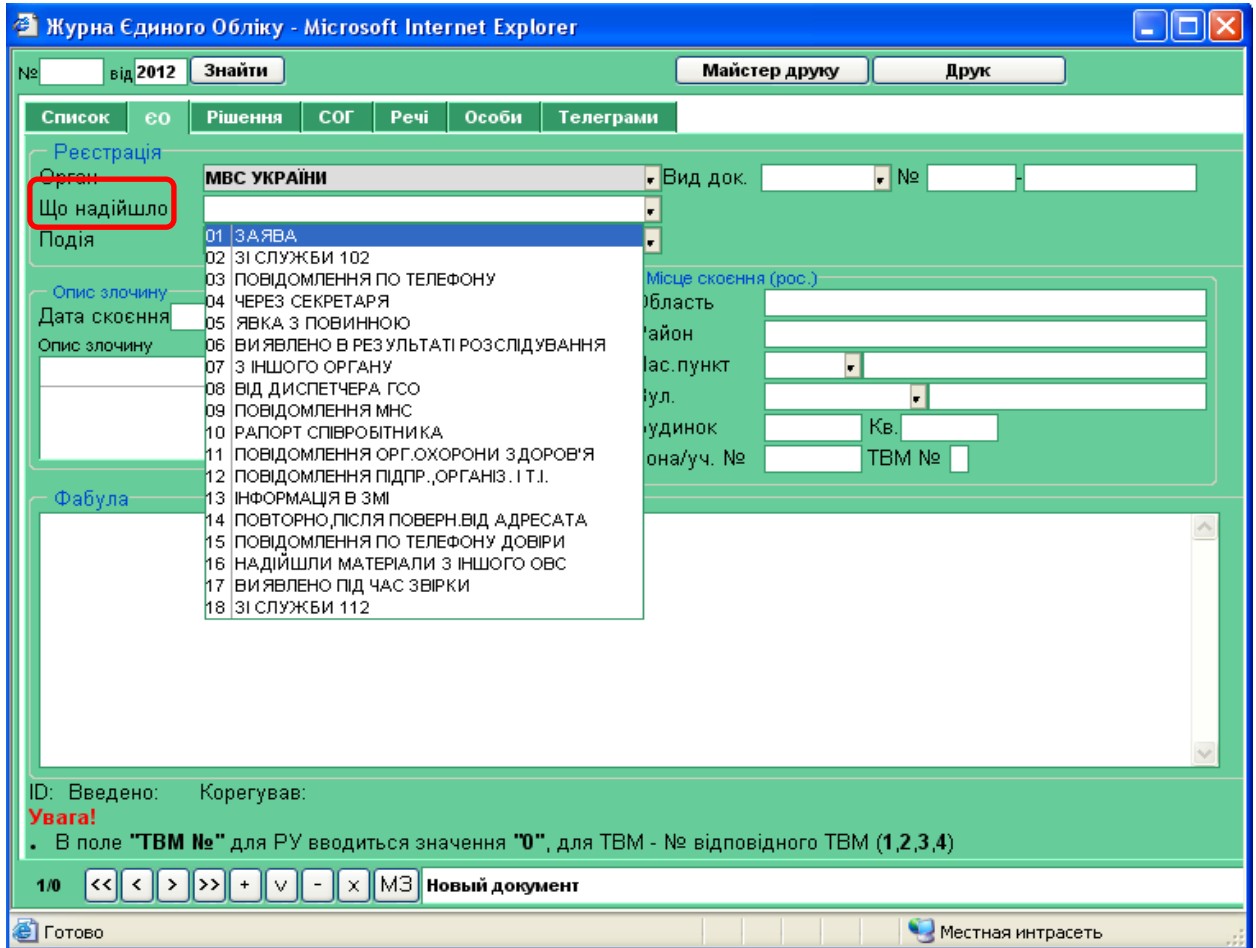 Журна Єдиного Обліку - Microsoft Internet Explorer
№ від 2012 Знайти Майстер друку Друк
Список ЄО Рішення СОГ Речі Особи Телеграми
Реєстрація
Орган МВС УКРАЇНИ Вид док. № -
Що надійшло
Подія
01 ЗАЯВА
02 ЗІ СЛУЖБИ 102
03 ПОВІДОМЛЕННЯ ПО ТЕЛЕФОНУ
04 ЧЕРЕЗ СЕКРЕТАРЯ
05 ЯВКА З ПОВИННОЮ
06 ВИЯВЛЕНО В РЕЗУЛЬТАТІ РОЗСЛІДУВАННЯ
07 З ІНШОГО ОРГАНУ
08 ВІД ДИСПЕТЧЕРА ГСО
09 ПОВІДОМЛЕННЯ МНС
10 РАПОРТ СПІВРОБІТНИКА
11 ПОВІДОМЛЕННЯ ОРГ.ОХОРОНИ ЗДОРОВ'Я
12 ПОВІДОМЛЕННЯ ПІДПР.,ОРГАНІЗ. І Т.І.
13 ІНФОРМАЦІЯ В ЗМІ
14 ПОВТОРНО,ПІСЛЯ ПОВЕРН.ВІД АДРЕСАТА
15 ПОВІДОМЛЕННЯ ПО ТЕЛЕФОНУ ДОВІРИ
16 НАДІЙШЛИ МАТЕРІАЛИ З ІНШОГО ОВС
17 ВИЯВЛЕНО ПІД ЧАС ЗВІРКИ
18 ЗІ СЛУЖБИ 112
Опис злочину
Дата скоєння
Опис злочину
Місце скоєння (рос.)
бласть
айон
ас.пункт
ул.
удинок Кв.
она/уч. № ТВМ №
Фабула
ID: Введено: Корегував:
Увага!
. В поле "ТВМ №" для РУ вводиться значення "0", для ТВМ - № відповідного ТВМ (1,2,3,4)
1/0 << < > >> + v - x МЗ Новый документ
Готово Местная интрасеть